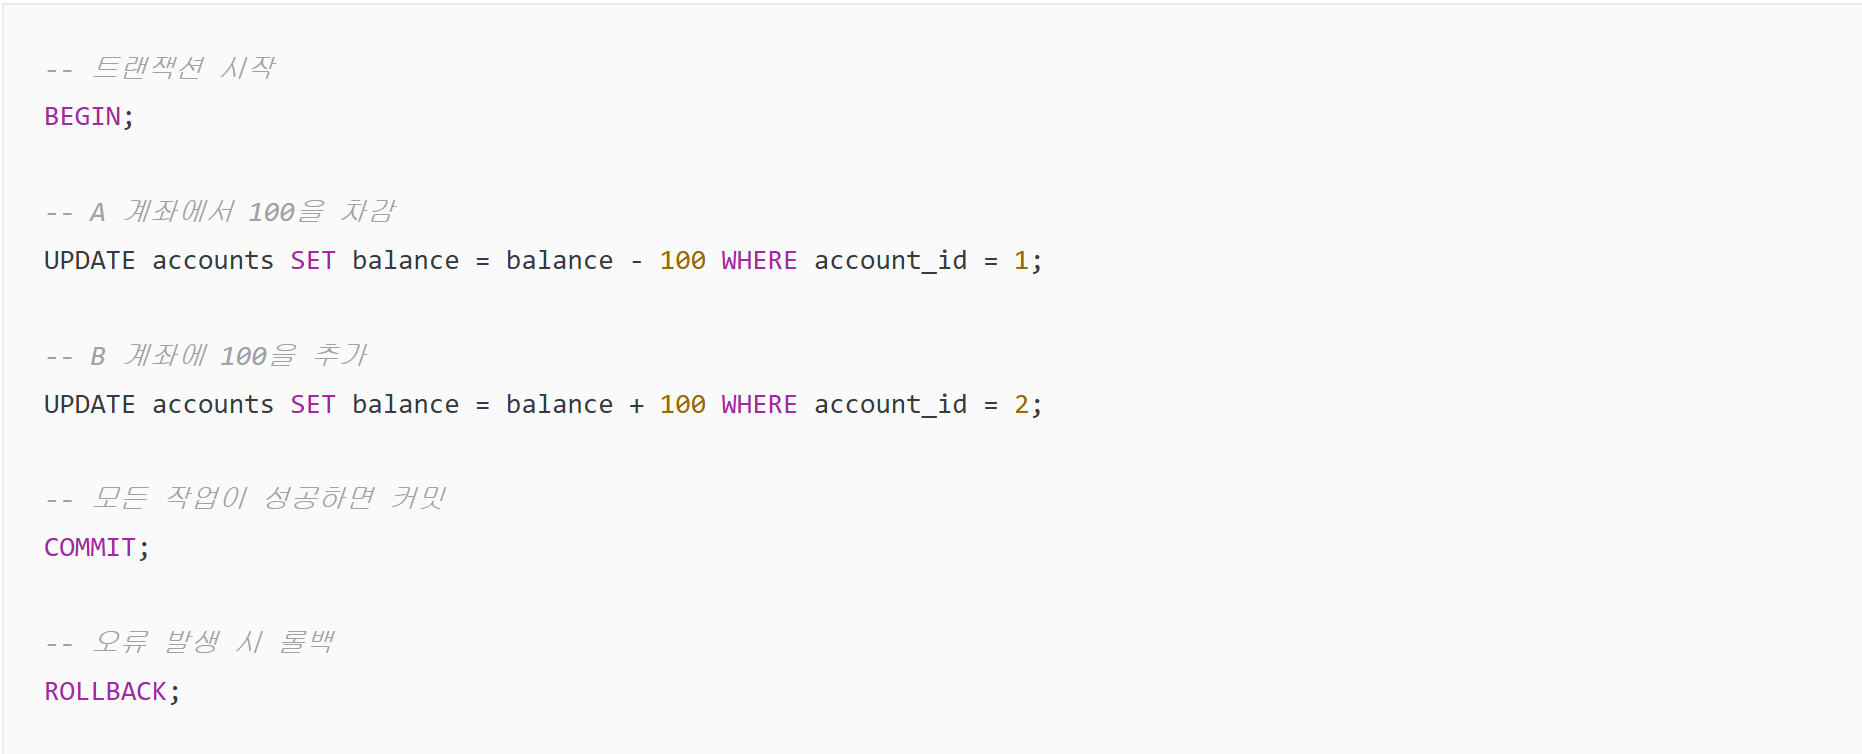 -- 트랜잭션 시작
BEGIN;
-- A 계좌에서 100을 차감
UPDATE accounts SET balance = balance - 100 WHERE account_id = 1;
-- B 계좌에 100을 추가
UPDATE accounts SET balance = balance + 100 WHERE account_id = 2;
-- 모든 작업이 성공하면 커밋
COMMIT;
-- 오류 발생 시 롤백
ROLLBACK;